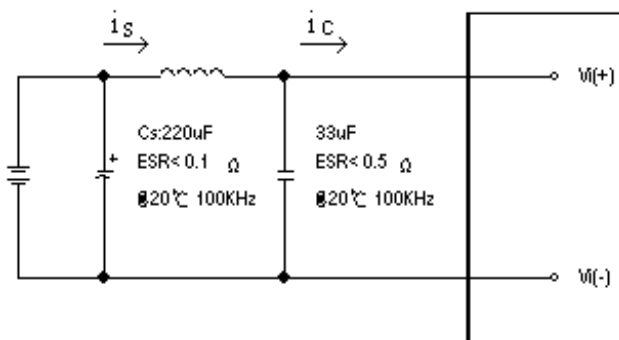 is
ic
Vi(+)
Cs:220uF
ESR< 0.1 Ω
@20℃ 100KHz
33uF
ESR< 0.5 Ω
@20℃ 100KHz
+
Vi(-)